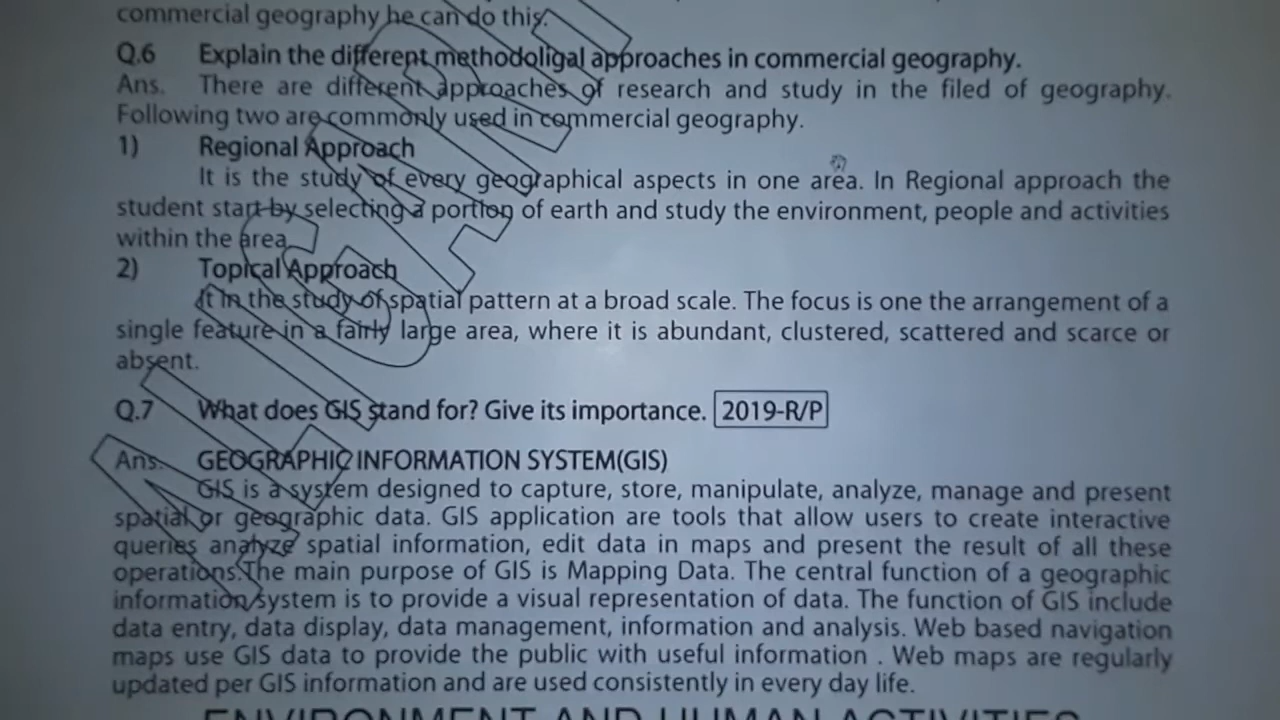 commercial geography he can do this.
Q.6 Explain the different methodoligal approaches in commercial geography.
Ans. There are different approaches of research and study in the filed of geography.
Following two are commonly used in commercial geography.
1) Regional Approach
It is the study of every geographical aspects in one area. In Regional approach the
student start by selecting a portion of earth and study the environment, people and activities
within the area.
2) Topical Approach
It in the study of spatial pattern at a broad scale. The focus is one the arrangement of a
single feature in a fairly large area, where it is abundant, clustered, scattered and scarce or
absent.
Q.7 What does GIS stand for? Give its importance. 2019-R/P
Ans. GEOGRAPHIC INFORMATION SYSTEM(GIS)
GIS is a system designed to capture, store, manipulate, analyze, manage and present
spatial or geographic data. GIS application are tools that allow users to create interactive
queries analyze spatial information, edit data in maps and present the result of all these
operations.The main purpose of GIS is Mapping Data. The central function of a geographic
information system is to provide a visual representation of data. The function of GIS include
data entry, data display, data management, information and analysis. Web based navigation
maps use GIS data to provide the public with useful information . Web maps are regularly
updated per GIS information and are used consistently in every day life.
ENVIRONMENT AND HUMAN ACTIVITIES